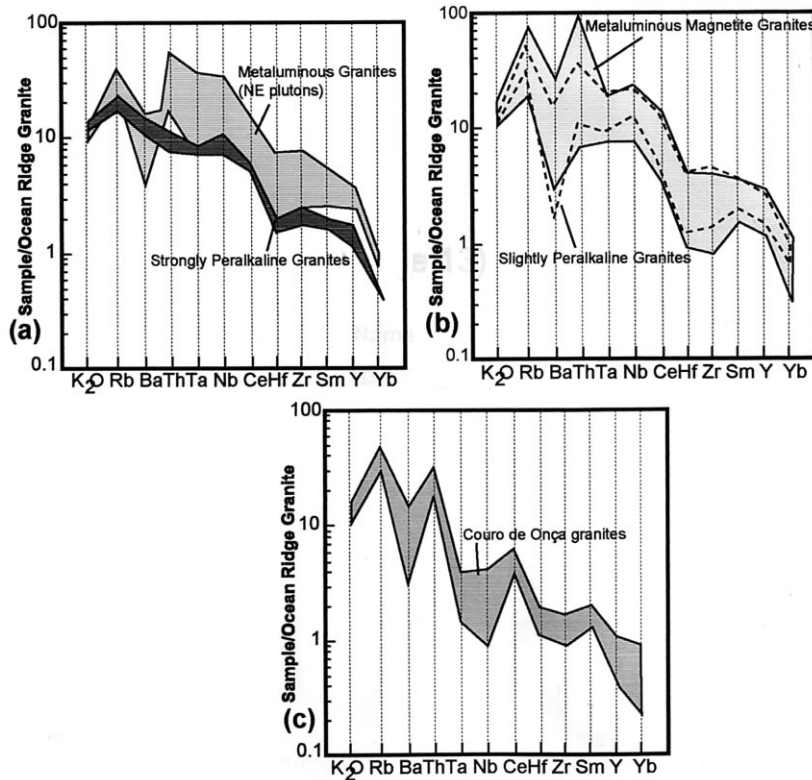 100
10
1
0.1
Sample/Ocean Ridge Granite
Metaluminous Granites
(NE plutons)
Strongly Peralkaline Granites
(a)
K2O Rb Ba Th Ta Nb Ce Hf Zr Sm Y Yb
100
10
1
0.1
Sample/Ocean Ridge Granite
Metaluminous Magnetite Granites
Slightly Peralkaline Granites
(b)
K2O Rb Ba Th Ta Nb Ce Hf Zr Sm Y Yb
100
10
1
0.1
Sample/Ocean Ridge Granite
Couro de Onça granites
(c)
K2O Rb Ba Th Ta Nb Ce Hf Zr Sm Y Yb